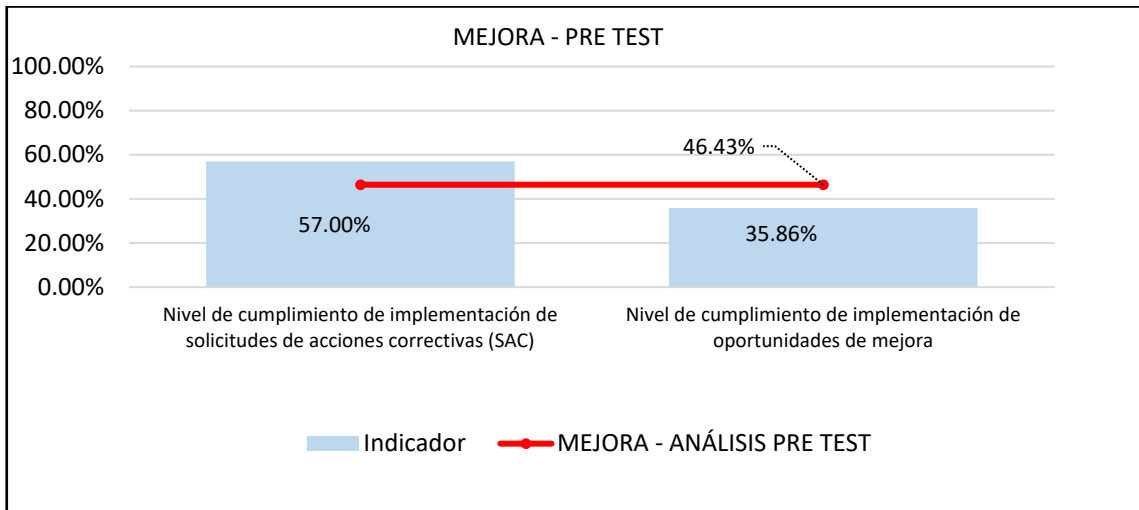 MEJORA - PRE TEST
100.00%
80.00%
60.00%
40.00%
20.00%
0.00%
46.43%
57.00%
35.86%
Nivel de cumplimiento de implementación de
solicitudes de acciones correctivas (SAC)
Nivel de cumplimiento de implementación de
oportunidades de mejora
Indicador
MEJORA - ANÁLISIS PRE TEST